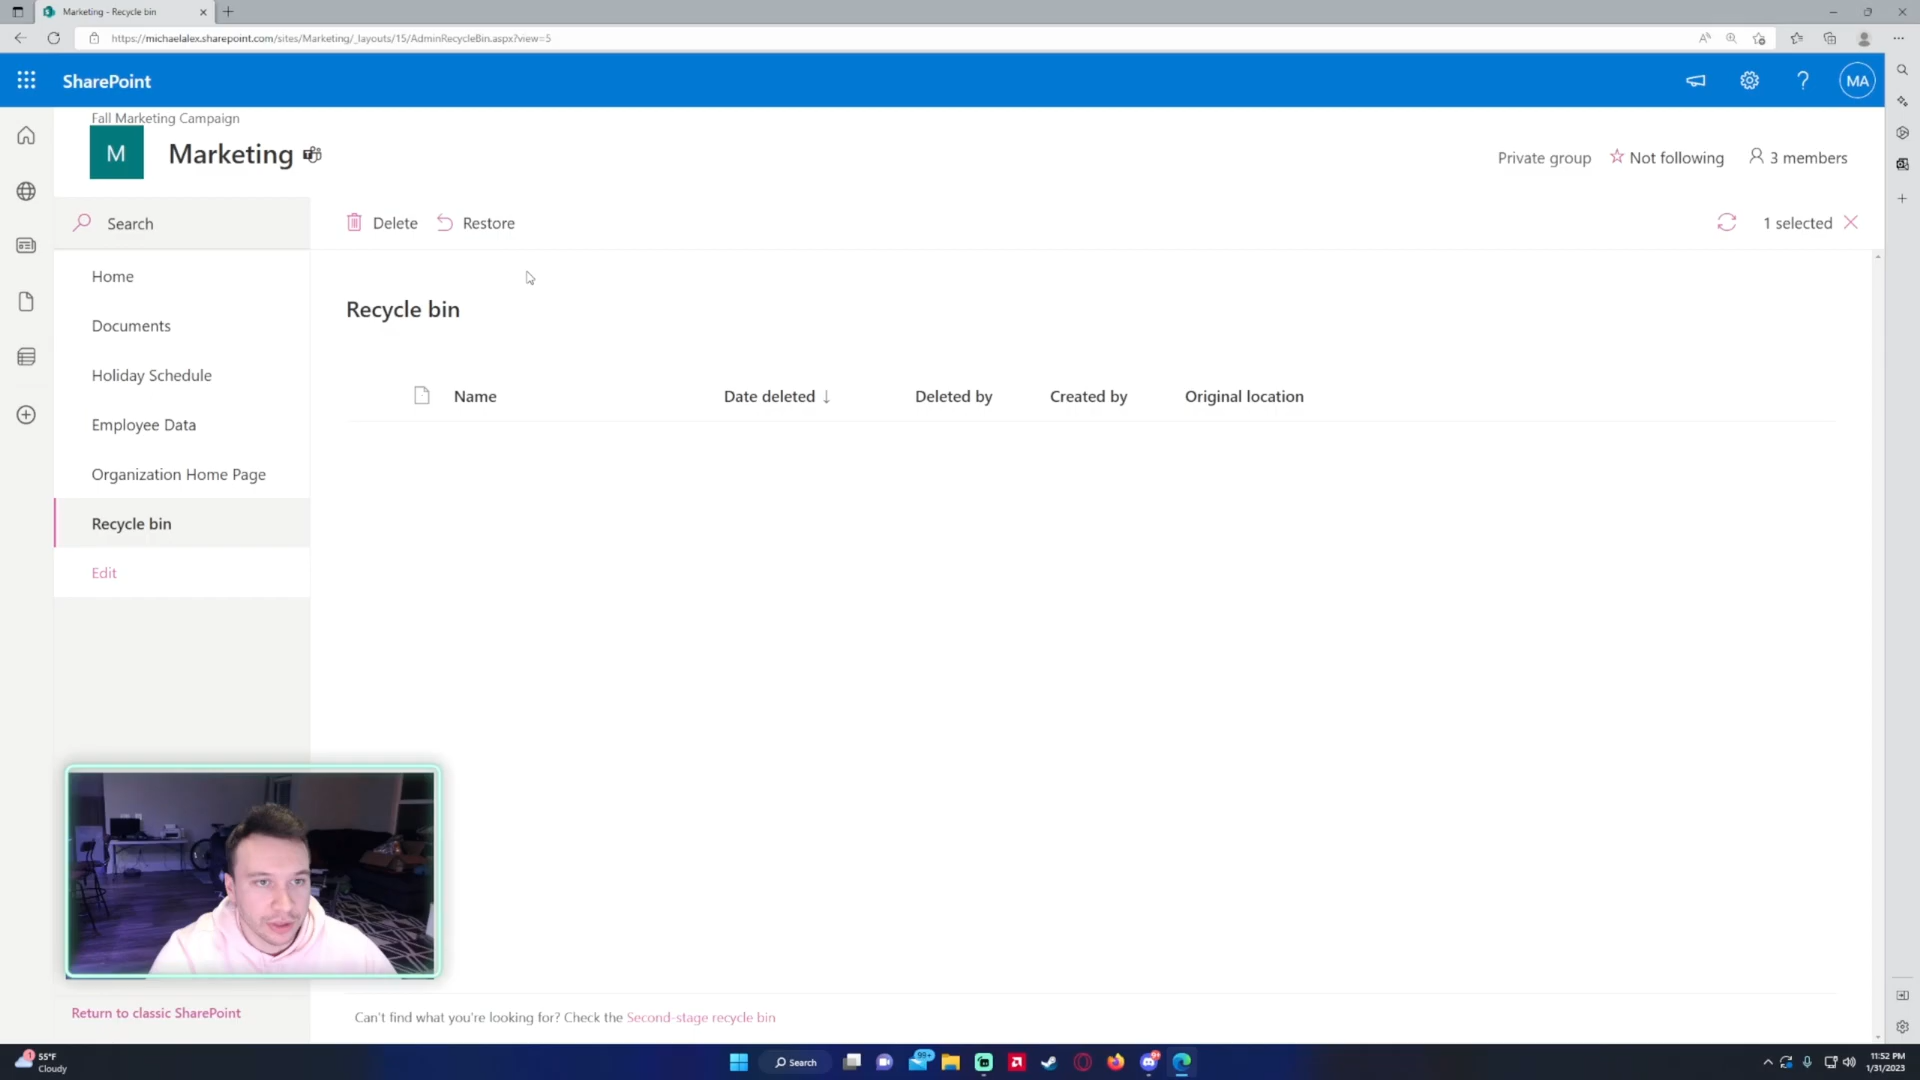 Marketing - Recycle bin
https://michaelalex.sharepoint.com/sites/Marketing/_layouts/15/AdminRecycleBin.aspx?view=5
SharePoint
MA
Fall Marketing Campaign
M
Marketing
Private group
Not following
3 members
Search
Delete
Restore
1 selected
Home
Documents
Holiday Schedule
Employee Data
Organization Home Page
Recycle bin
Edit
Recycle bin
Name
Date deleted ↓
Deleted by
Created by
Original location
Return to classic SharePoint
Can't find what you're looking for? Check the Second-stage recycle bin
1
55°F
Cloudy
Search
99+
11:52 PM
1/31/2023